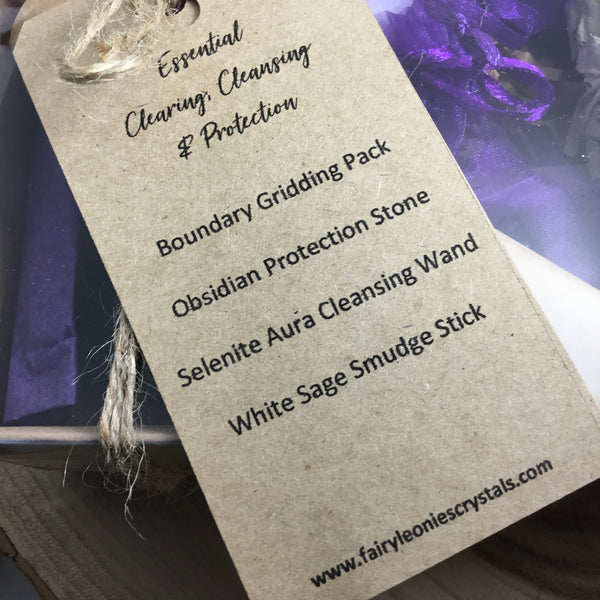 Essential
Clearing, Cleansing
& Protection
Boundary Gridding Pack
Obsidian Protection Stone
Selenite Aura Cleansing Wand
White Sage Smudge Stick
www.fairyleoniescrystals.com